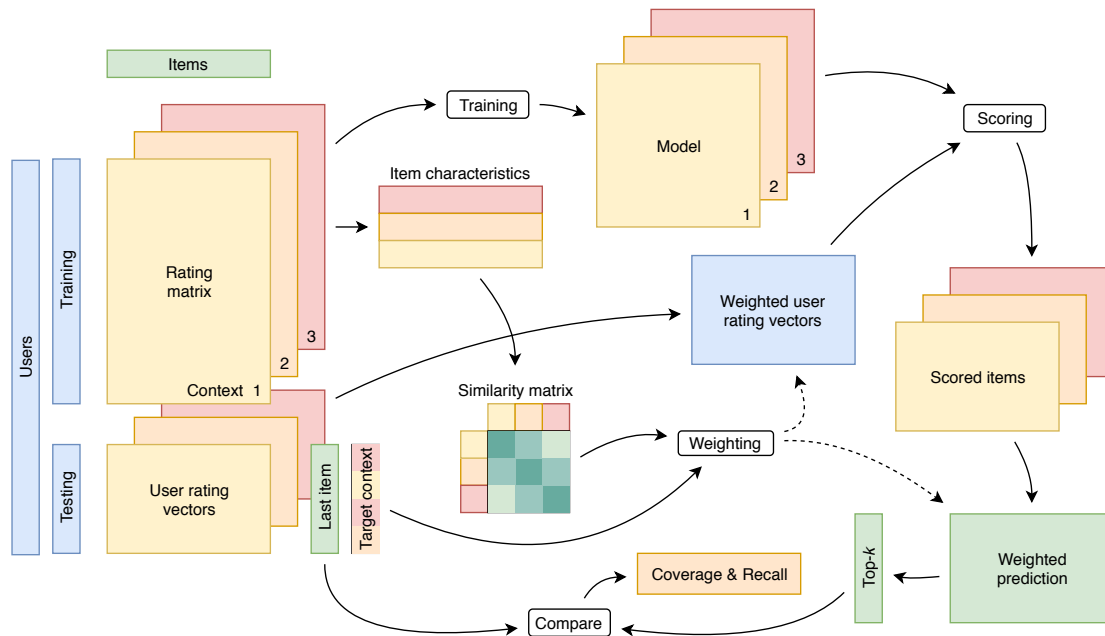 Items
Training
Model
1
2
3
Scoring
Item characteristics
Users
Training
Rating
matrix
Context 1
2
3
Weighted user
rating vectors
Similarity matrix
Scored items
Testing
User rating
vectors
Last item
Target context
Weighting
Top-k
Weighted
prediction
Coverage & Recall
Compare